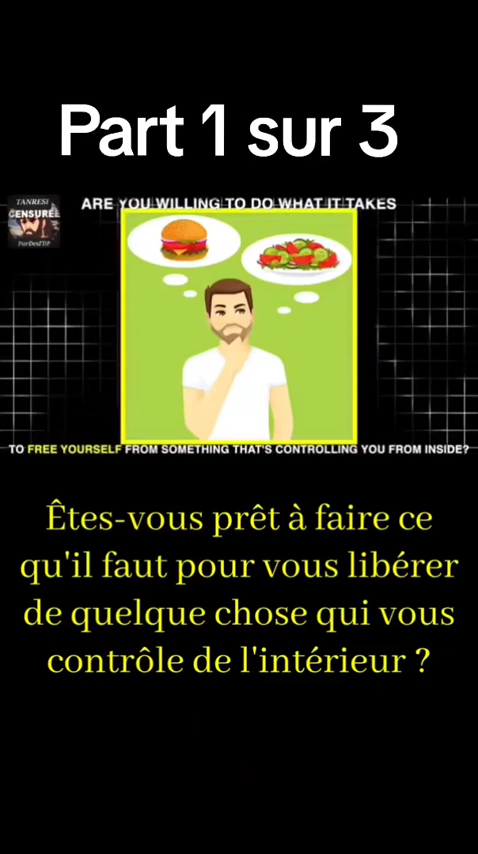 Part 1 sur 3
TANRESI
CENSURÉE
ParDesFDP
ARE YOU WILLING TO DO WHAT IT TAKES
TO FREE YOURSELF FROM SOMETHING THAT'S CONTROLLING YOU FROM INSIDE?
Êtes-vous prêt à faire ce
qu'il faut pour vous libérer
de quelque chose qui vous
contrôle de l'intérieur ?